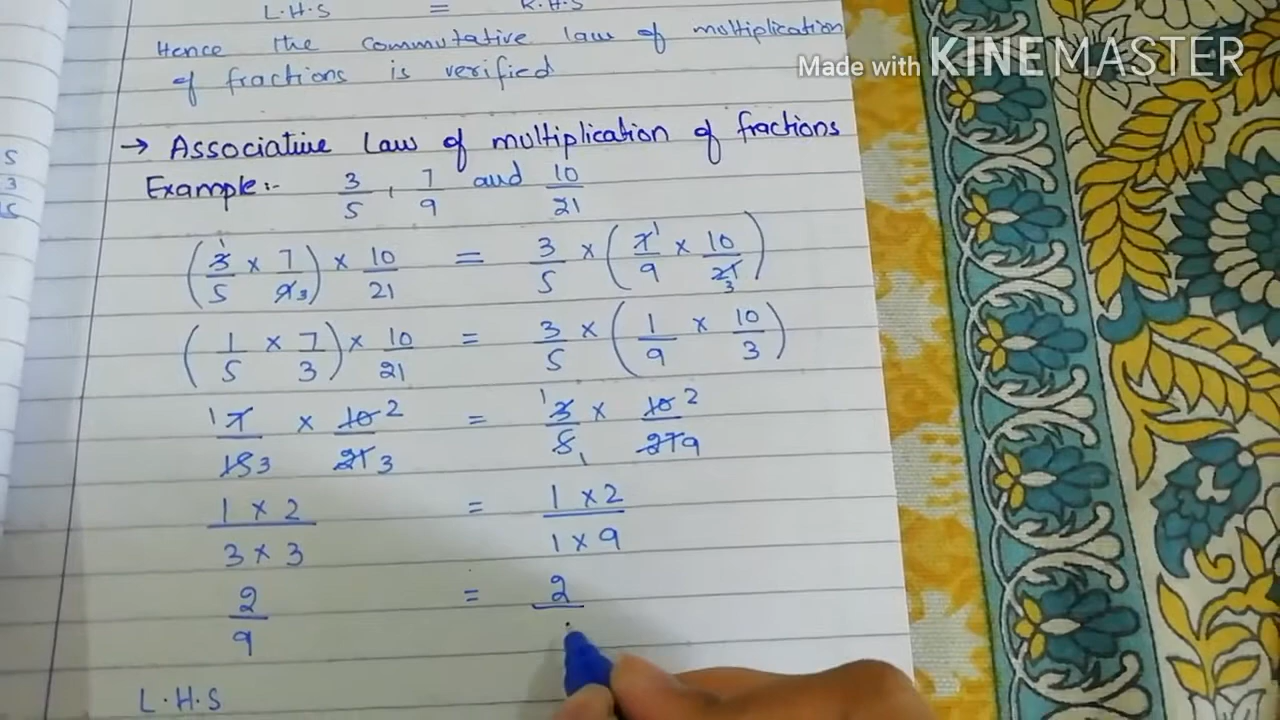 L.H.S = R.H.S
Hence the commutative law of multiplication
of fractions is verified
Made with KINEMASTER
→ Associative Law of multiplication of fractions
Example:- 3/5 , 7/9 and 10/21
(3/5 × 7/9)× 10/21 = 3/5 × (7/9 × 10/21)
(1/5 × 7/3)× 10/21 = 3/5 × (1/9 × 10/3)
7/15 × 10/21 = 3/5 × 10/27
1 × 2 / 3 × 3 = 1 × 2 / 1 × 9
2/9 = 2/
L.H.S
5
3
15